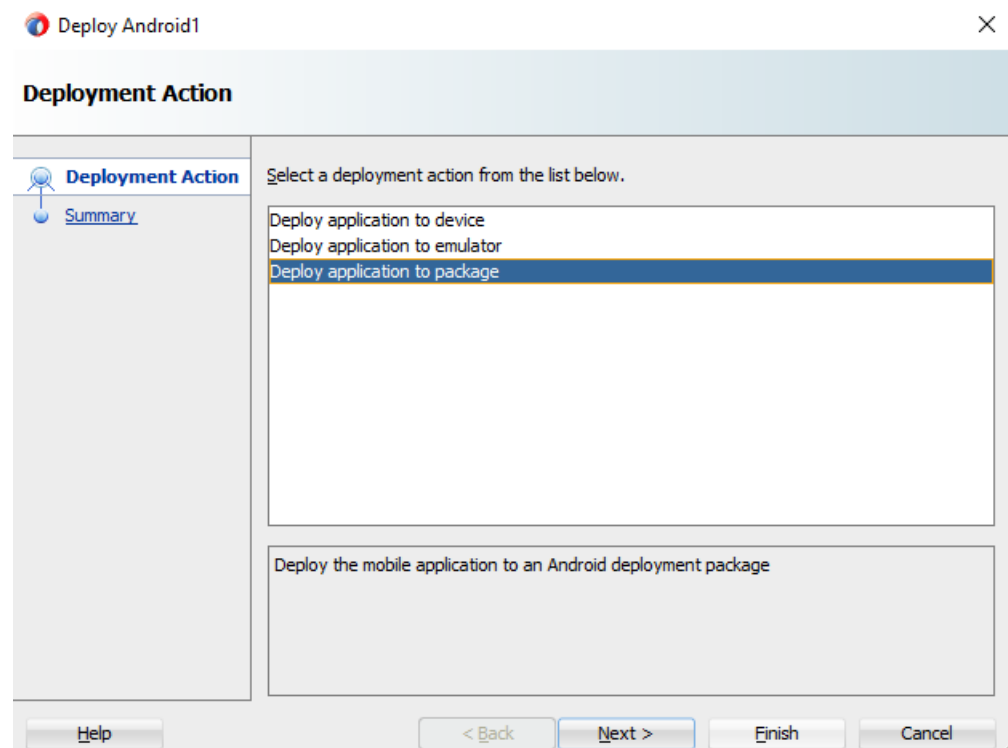 Deploy Android1
Deployment Action
Deployment Action
Summary
Select a deployment action from the list below.
Deploy application to device
Deploy application to emulator
Deploy application to package
Deploy the mobile application to an Android deployment package
Help
< Back
Next >
Finish
Cancel